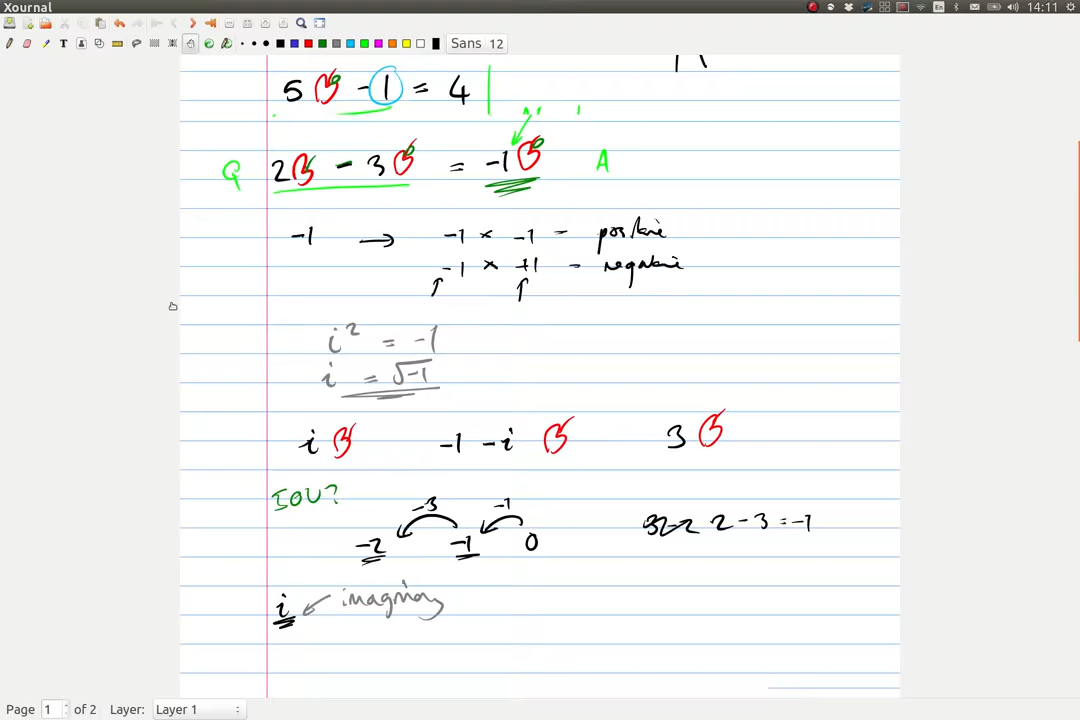 Xournal
En 14:11
Sans 12
5 - 1 = 4
Q 2 - 3 = -1 A
-1 → -1 × -1 = positive
-1 × +1 = negative
i² = -1
i = √-1
i -1 -i 3
IOU?
-3 -1
-2 -1 0 2 - 3 = -1
i ← imaginary
Page 1 of 2 Layer: Layer 1